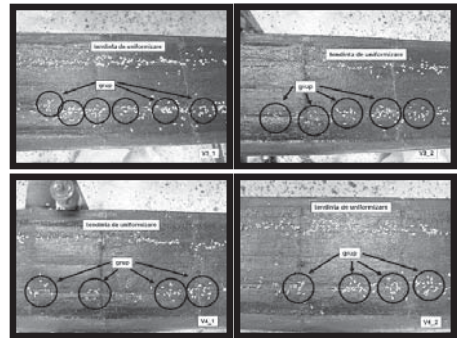 tendinta de uniformizare
grup
V3_1
tendinta de uniformizare
grup
V3_2
tendinta de uniformizare
grup
V4_1
tendinta de uniformizare
grup
V4_2